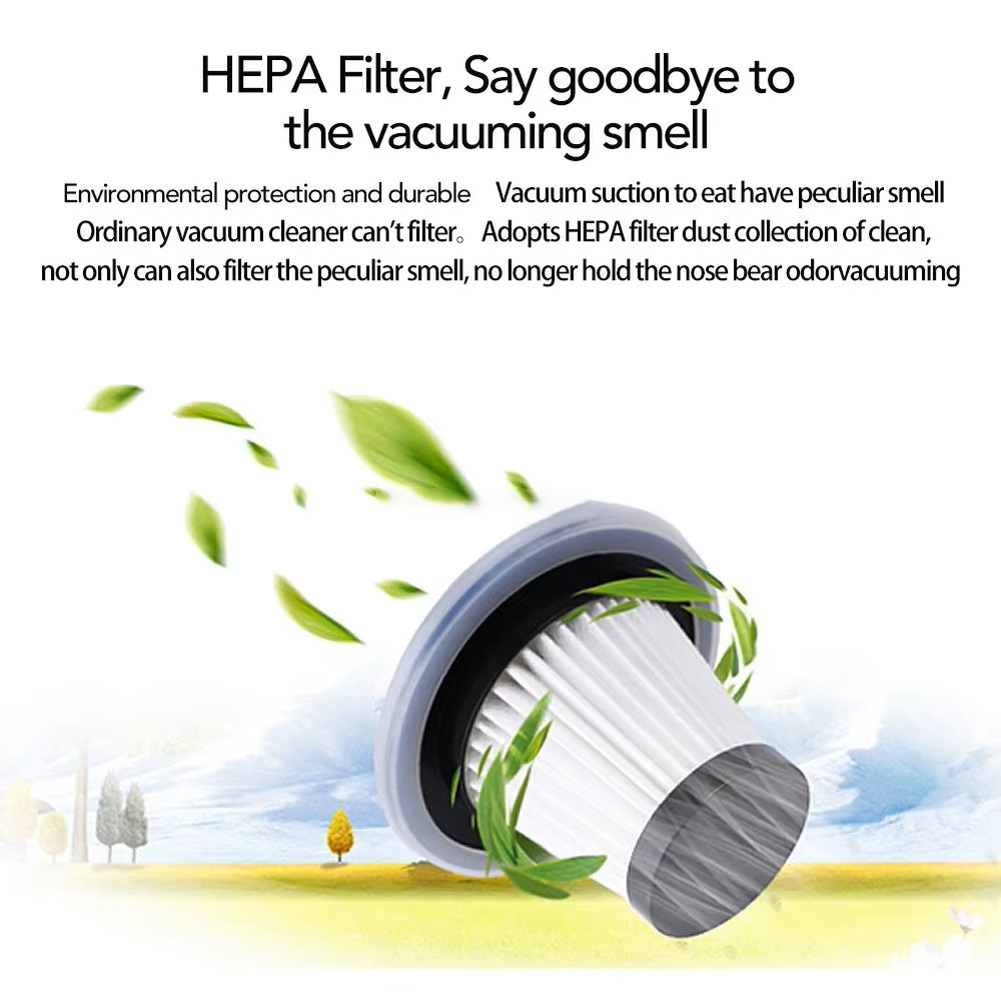 HEPA Filter, Say goodbye to
the vacuuming smell
Environmental protection and durable Vacuum suction to eat have peculiar smell
Ordinary vacuum cleaner can't filter。 Adopts HEPA filter dust collection of clean,
not only can also filter the peculiar smell, no longer hold the nose bear odorvacuuming